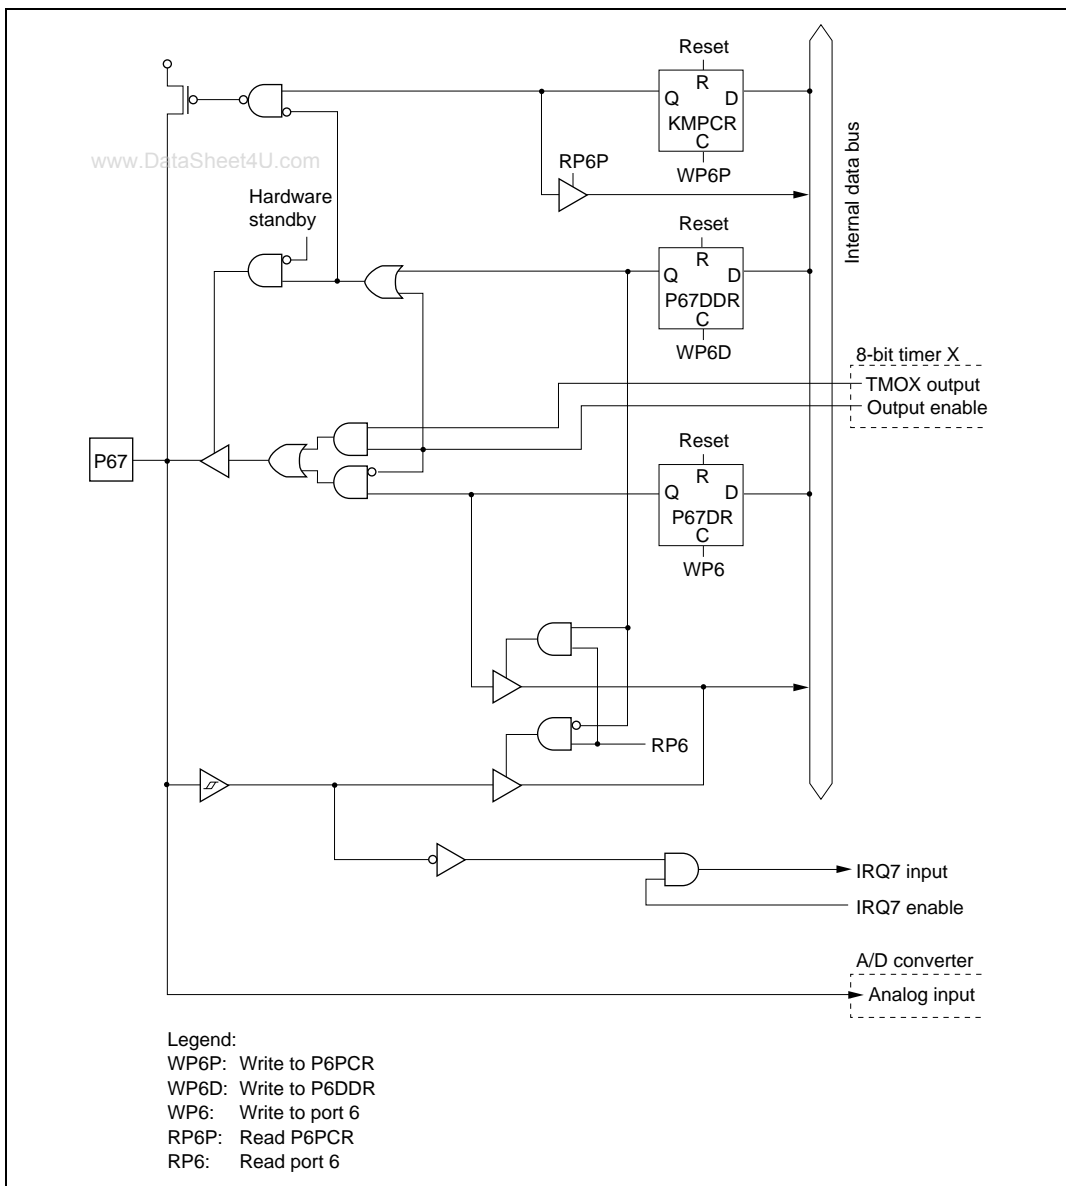 Reset
R
Q D
KMPCR
C
WP6P
www.DataSheet4U.com
RP6P
Hardware
standby
Internal data bus
Reset
R
Q D
P67DDR
C
WP6D
8-bit timer X
TMOX output
Output enable
P67
Reset
R
Q D
P67DR
C
WP6
RP6
IRQ7 input
IRQ7 enable
A/D converter
Analog input
Legend:
WP6P: Write to P6PCR
WP6D: Write to P6DDR
WP6: Write to port 6
RP6P: Read P6PCR
RP6: Read port 6